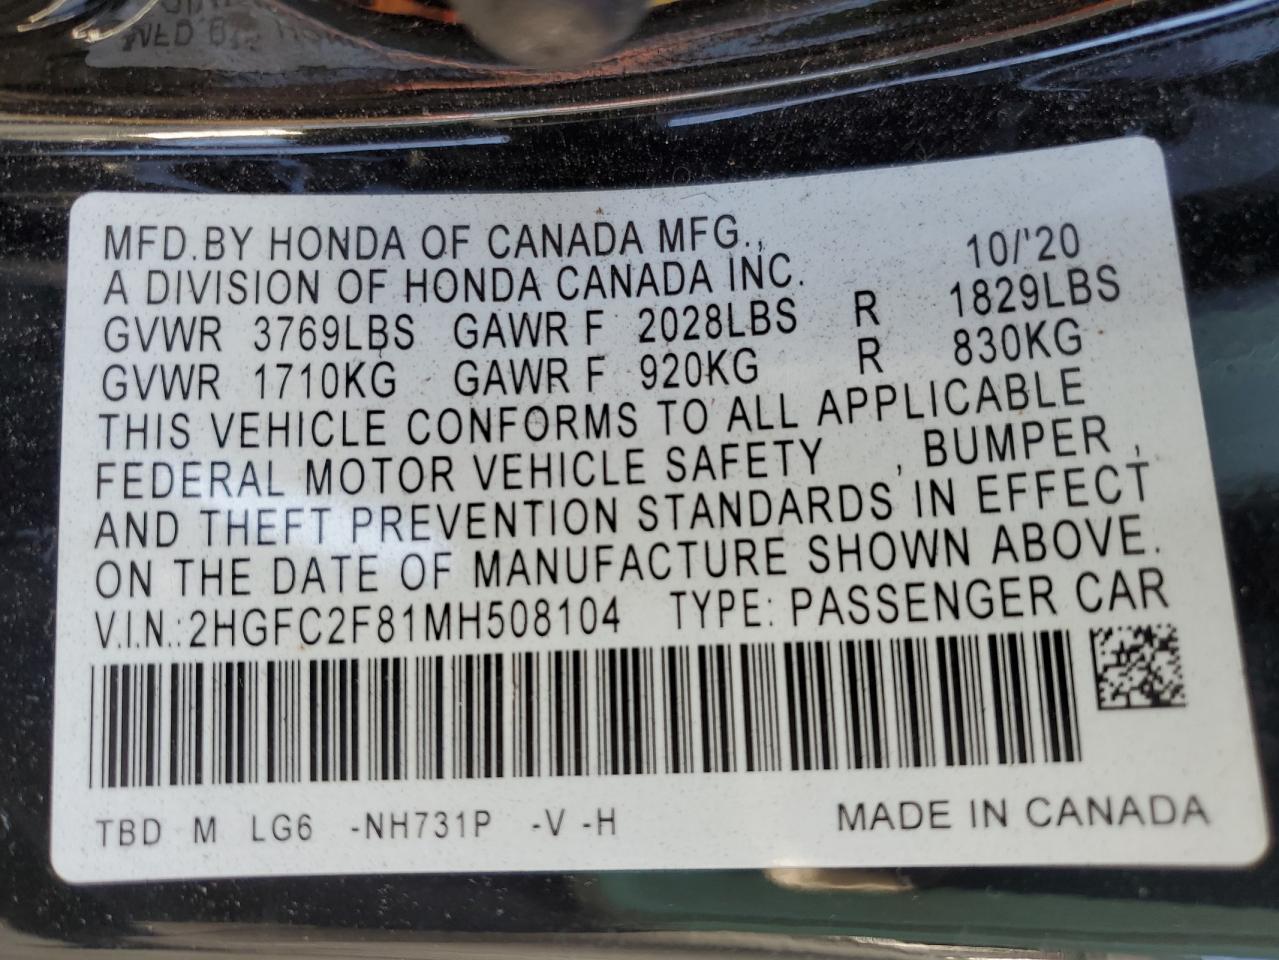 MFD.BY HONDA OF CANADA MFG., 10/'20
A DIVISION OF HONDA CANADA INC.
GVWR 3769LBS GAWR F 2028LBS R 1829LBS
GVWR 1710KG GAWR F 920KG R 830KG
THIS VEHICLE CONFORMS TO ALL APPLICABLE
FEDERAL MOTOR VEHICLE SAFETY , BUMPER ,
AND THEFT PREVENTION STANDARDS IN EFFECT
ON THE DATE OF MANUFACTURE SHOWN ABOVE.
V.I.N.:2HGFC2F81MH508104 TYPE: PASSENGER CAR
TBD M LG6 -NH731P -V -H MADE IN CANADA